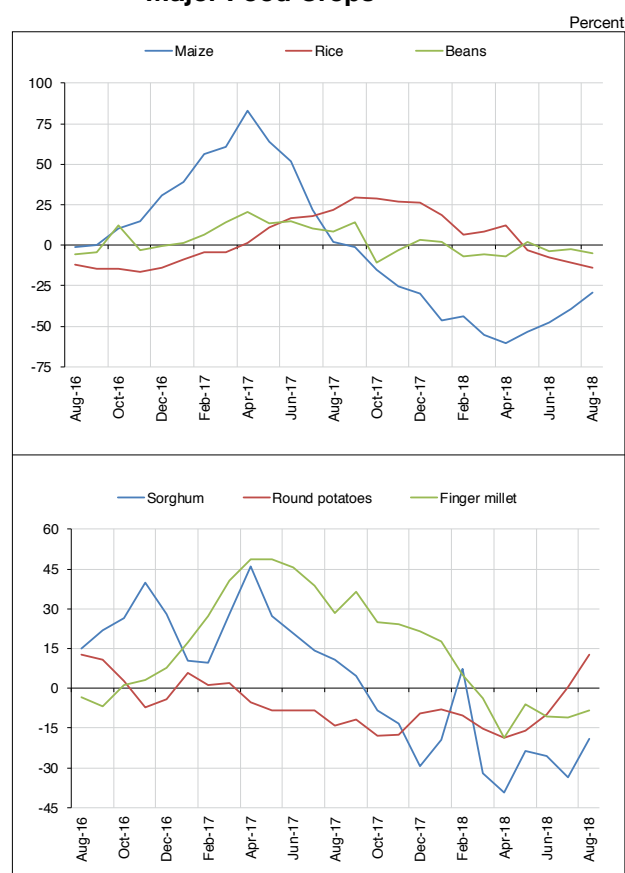 Major Food Crops
Percent
Maize Rice Beans
100
75
50
25
0
-25
-50
-75
Aug-16 Oct-16 Dec-16 Feb-17 Apr-17 Jun-17 Aug-17 Oct-17 Dec-17 Feb-18 Apr-18 Jun-18 Aug-18
Sorghum Round potatoes Finger millet
60
45
30
15
0
-15
-30
-45
Aug-16 Oct-16 Dec-16 Feb-17 Apr-17 Jun-17 Aug-17 Oct-17 Dec-17 Feb-18 Apr-18 Jun-18 Aug-18